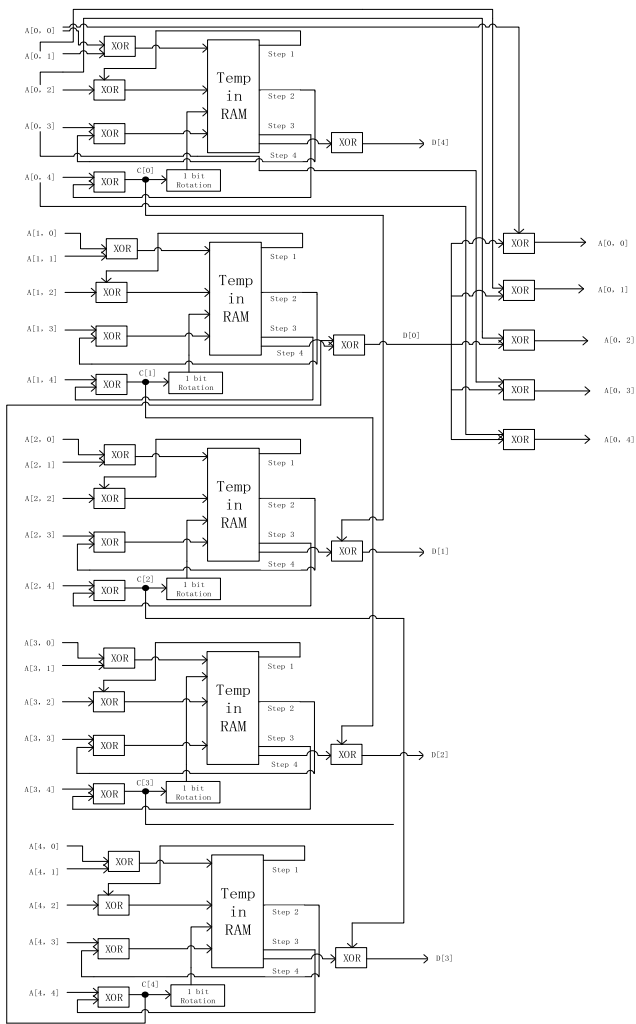 A[0, 0]
XOR
A[0, 1]
Step 1
Temp in RAM
A[0, 2]
XOR
Step 2
A[0, 3]
XOR
Step 3
XOR
D[4]
Step 4
A[0, 4]
XOR
C[0]
1 bit
Rotation
A[1, 0]
XOR
A[1, 1]
Step 1
Temp in RAM
A[1, 2]
XOR
Step 2
A[1, 3]
XOR
Step 3
Step 4
XOR
D[0]
A[1, 4]
XOR
C[1]
1 bit
Rotation
XOR
A[0, 0]
XOR
A[0, 1]
XOR
A[0, 2]
XOR
A[0, 3]
XOR
A[0, 4]
A[2, 0]
XOR
A[2, 1]
Step 1
Temp in RAM
A[2, 2]
XOR
Step 2
A[2, 3]
XOR
Step 3
XOR
D[1]
Step 4
A[2, 4]
XOR
C[2]
1 bit
Rotation
A[3, 0]
XOR
A[3, 1]
Step 1
Temp in RAM
A[3, 2]
XOR
Step 2
A[3, 3]
XOR
Step 3
XOR
D[2]
Step 4
A[3, 4]
XOR
C[3]
1 bit
Rotation
A[4, 0]
XOR
A[4, 1]
Step 1
Temp in RAM
A[4, 2]
XOR
Step 2
A[4, 3]
XOR
Step 3
XOR
D[3]
Step 4
A[4, 4]
XOR
C[4]
1 bit
Rotation